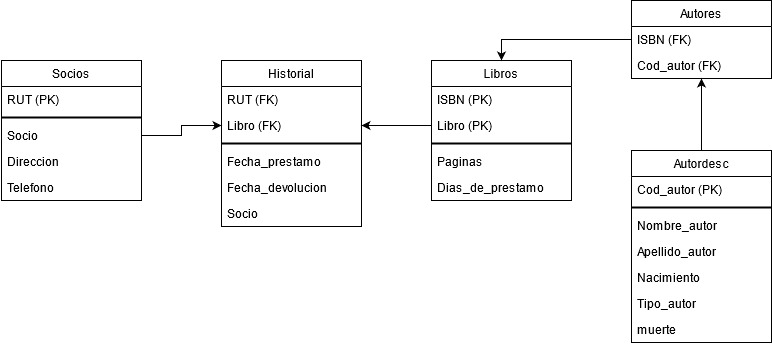 Socios
RUT (PK)
Socio
Direccion
Telefono
Historial
RUT (FK)
Libro (FK)
Fecha_prestamo
Fecha_devolucion
Socio
Libros
ISBN (PK)
Libro (PK)
Paginas
Dias_de_prestamo
Autores
ISBN (FK)
Cod_autor (FK)
Autordesc
Cod_autor (PK)
Nombre_autor
Apellido_autor
Nacimiento
Tipo_autor
muerte